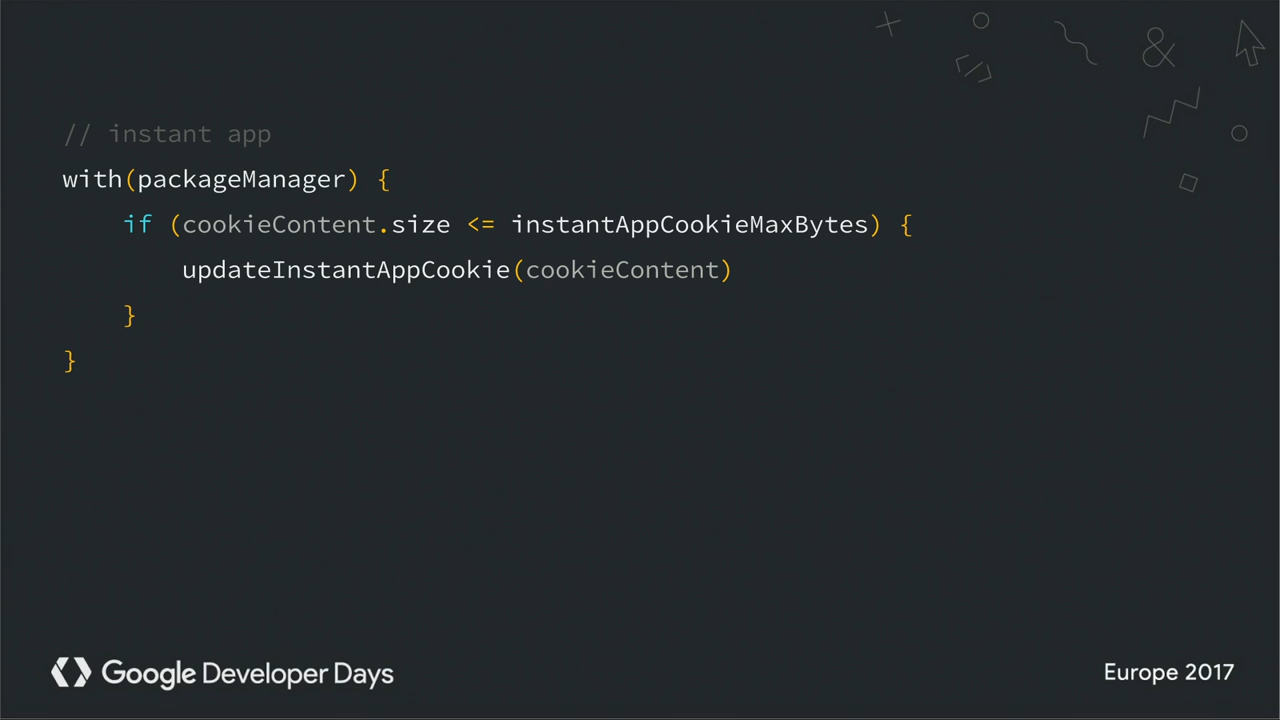 // instant app
with(packageManager) {
if (cookieContent.size <= instantAppCookieMaxBytes) {
updateInstantAppCookie(cookieContent)
}
}
Google Developer Days
Europe 2017